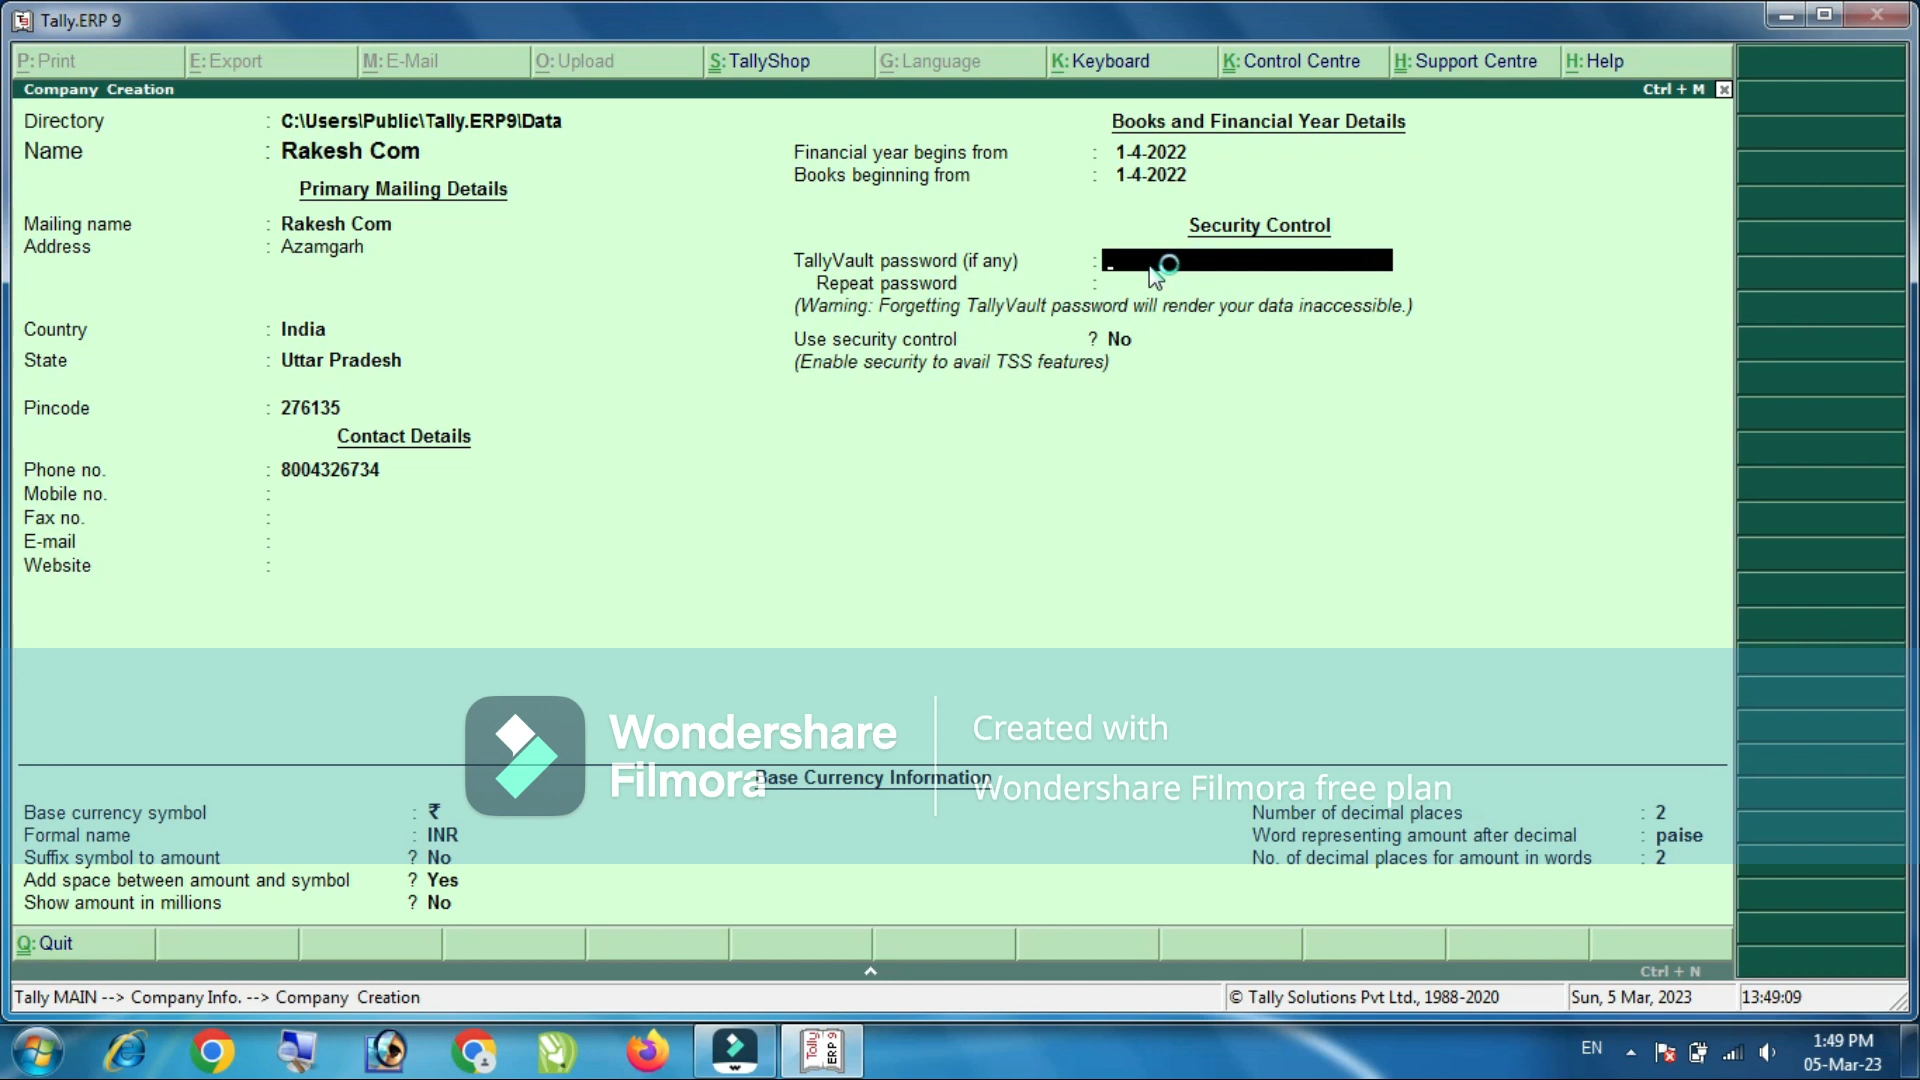 Tally.ERP 9
P: Print
E: Export
M: E-Mail
O: Upload
S: TallyShop
G: Language
K: Keyboard
K: Control Centre
H: Support Centre
H: Help
Company Creation
Ctrl + M
Directory : C:\Users\Public\Tally.ERP9\Data
Name : Rakesh Com
Primary Mailing Details
Mailing name : Rakesh Com
Address : Azamgarh
Country : India
State : Uttar Pradesh
Pincode : 276135
Contact Details
Phone no. : 8004326734
Mobile no. :
Fax no. :
E-mail :
Website :
Books and Financial Year Details
Financial year begins from : 1-4-2022
Books beginning from : 1-4-2022
Security Control
TallyVault password (if any) :
Repeat password :
(Warning: Forgetting TallyVault password will render your data inaccessible.)
Use security control ? No
(Enable security to avail TSS features)
Wondershare
Filmora
Created with
Wondershare Filmora free plan
Base Currency Information
Base currency symbol : ₹
Formal name : INR
Suffix symbol to amount ? No
Add space between amount and symbol ? Yes
Show amount in millions ? No
Number of decimal places : 2
Word representing amount after decimal : paise
No. of decimal places for amount in words : 2
Q: Quit
Ctrl + N
Tally MAIN --> Company Info. --> Company Creation
© Tally Solutions Pvt Ltd., 1988-2020
Sun, 5 Mar, 2023
13:49:09
Tally
ERP 9
EN
1:49 PM
05-Mar-23